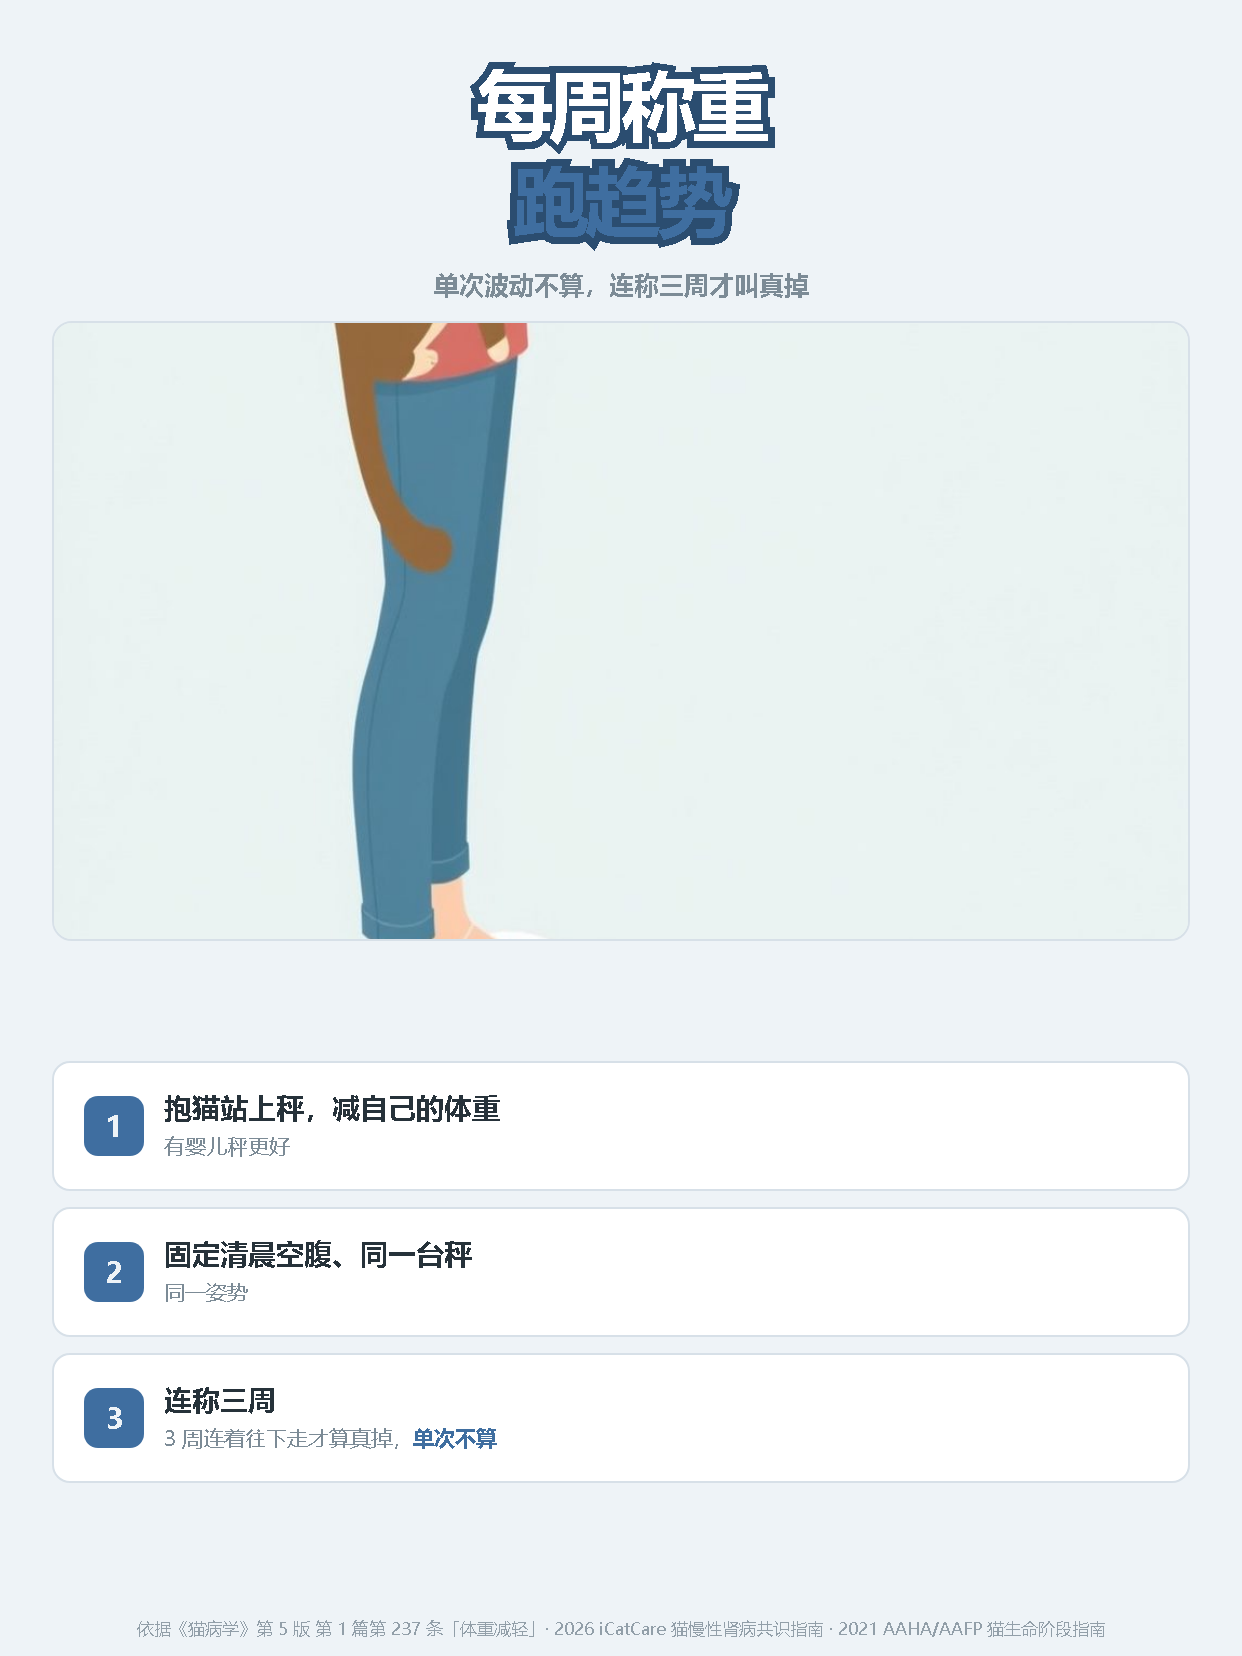 每周称重
跑趋势
单次波动不算，连称三周才叫真掉
1
抱猫站上秤，减自己的体重
有婴儿秤更好
2
固定清晨空腹、同一台秤
同一姿势
3
连称三周
3 周连着往下走才算真掉，单次不算
依据《猫病学》第 5 版 第 1 篇第 237 条「体重减轻」· 2026 iCatCare 猫慢性肾病共识指南 · 2021 AAHA/AAFP 猫生命阶段指南